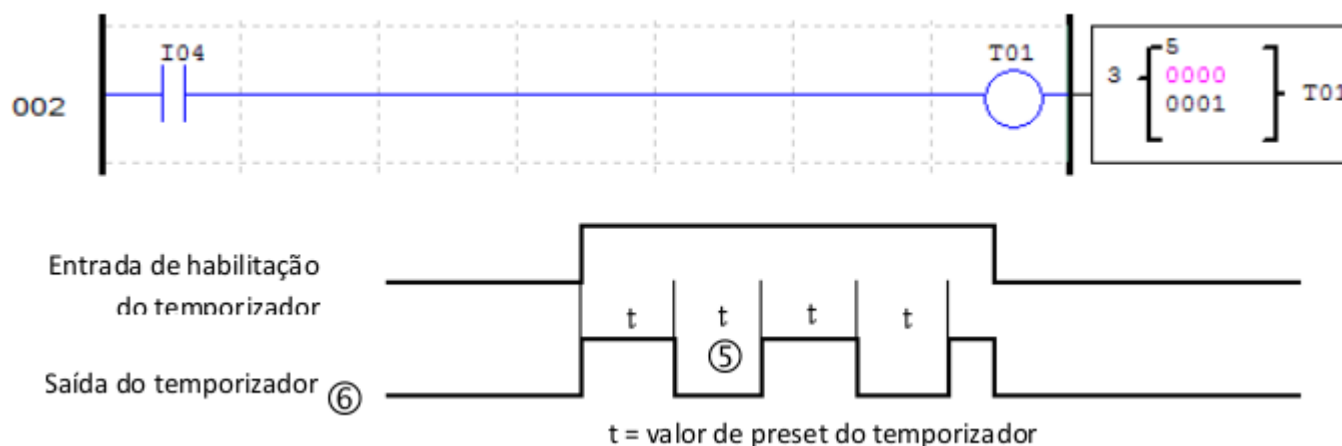 I04
T01
002
3
5
0000
0001
T01
Entrada de habilitação
do temporizador
t
t
t
t
⑤
Saída do temporizador ⑥
t = valor de preset do temporizador